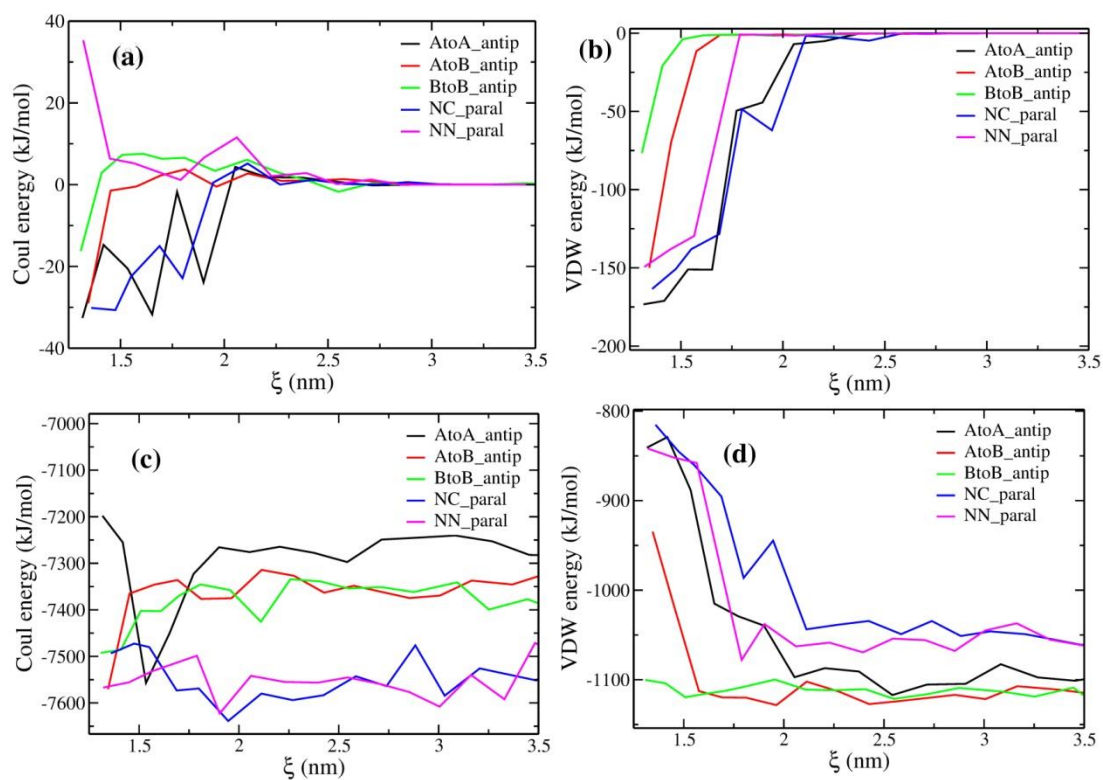 (a)
Coul energy (kJ/mol)
40
20
0
-20
-40
1.5 2 2.5 3 3.5
ξ (nm)
AtoA_antip
AtoB_antip
BtoB_antip
NC_paral
NN_paral
(b)
VDW energy (kJ/mol)
0
-50
-100
-150
-200
1.5 2 2.5 3 3.5
ξ (nm)
AtoA_antip
AtoB_antip
BtoB_antip
NC_paral
NN_paral
(c)
Coul energy (kJ/mol)
-7000
-7100
-7200
-7300
-7400
-7500
-7600
1.5 2 2.5 3 3.5
ξ (nm)
AtoA_antip
AtoB_antip
BtoB_antip
NC_paral
NN_paral
(d)
VDW energy (kJ/mol)
-800
-900
-1000
-1100
1.5 2 2.5 3 3.5
ξ (nm)
AtoA_antip
AtoB_antip
BtoB_antip
NC_paral
NN_paral